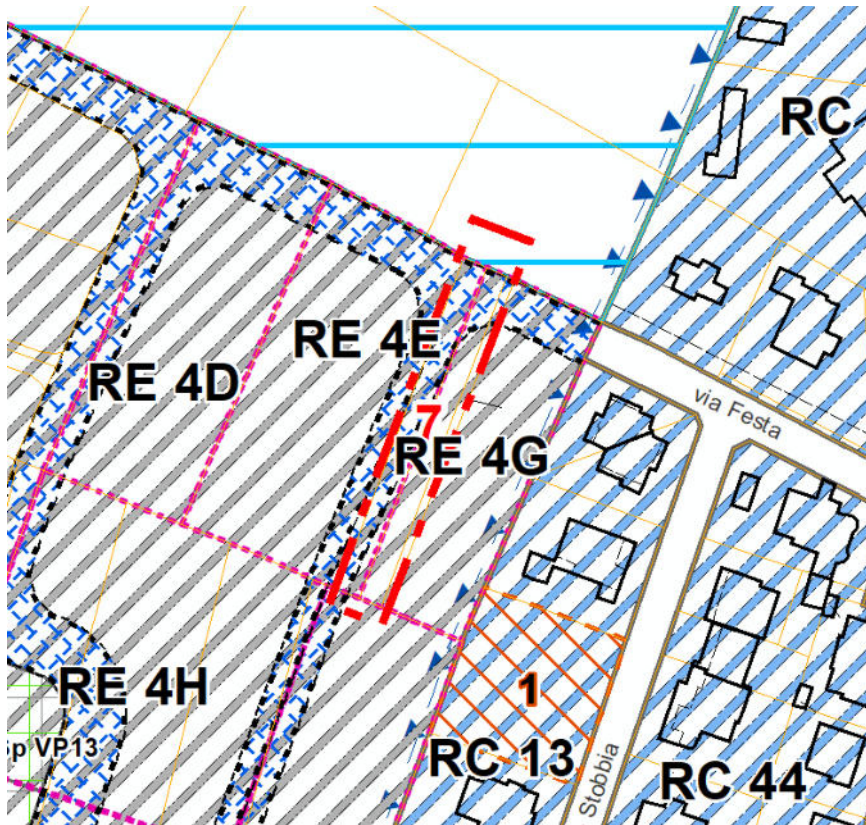 RC
RE 4E
RE 4D
via Festa
7
RE 4G
RE 4H
1
p VP13
RC 13
RC 44
Stobbia